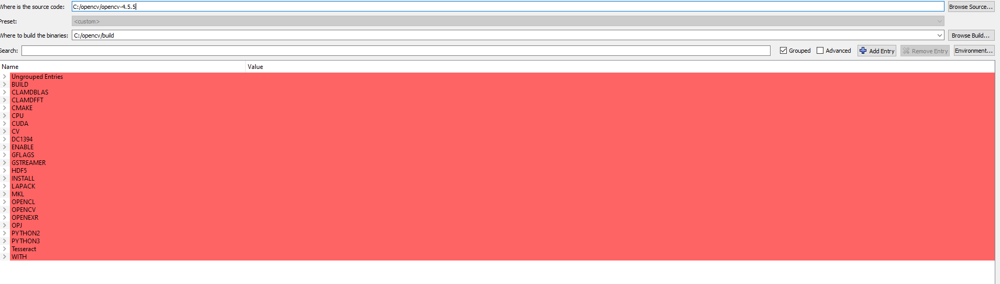 Where is the source code: C:/opencv/opencv-4.5.5 Browse Source...
Preset: <custom>
Where to build the binaries: C:/opencv/build Browse Build...
Search: Grouped Advanced Add Entry Remove Entry Environment...
Name Value
Ungrouped Entries
BUILD
CLAMDBLAS
CLAMDFFT
CMAKE
CPU
CUDA
CV
DC1394
ENABLE
GFLAGS
GSTREAMER
HDF5
INSTALL
LAPACK
MKL
OPENCL
OPENCV
OPENEXR
OPJ
PYTHON2
PYTHON3
Tesseract
WITH